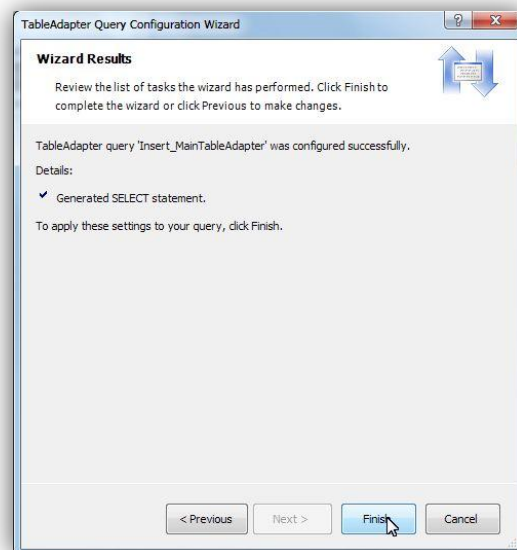 TableAdapter Query Configuration Wizard
?
X
Wizard Results
Review the list of tasks the wizard has performed. Click Finish to
complete the wizard or click Previous to make changes.
TableAdapter query 'Insert_MainTableAdapter' was configured successfully.
Details:
✔ Generated SELECT statement.
To apply these settings to your query, click Finish.
< Previous Next > Finish Cancel